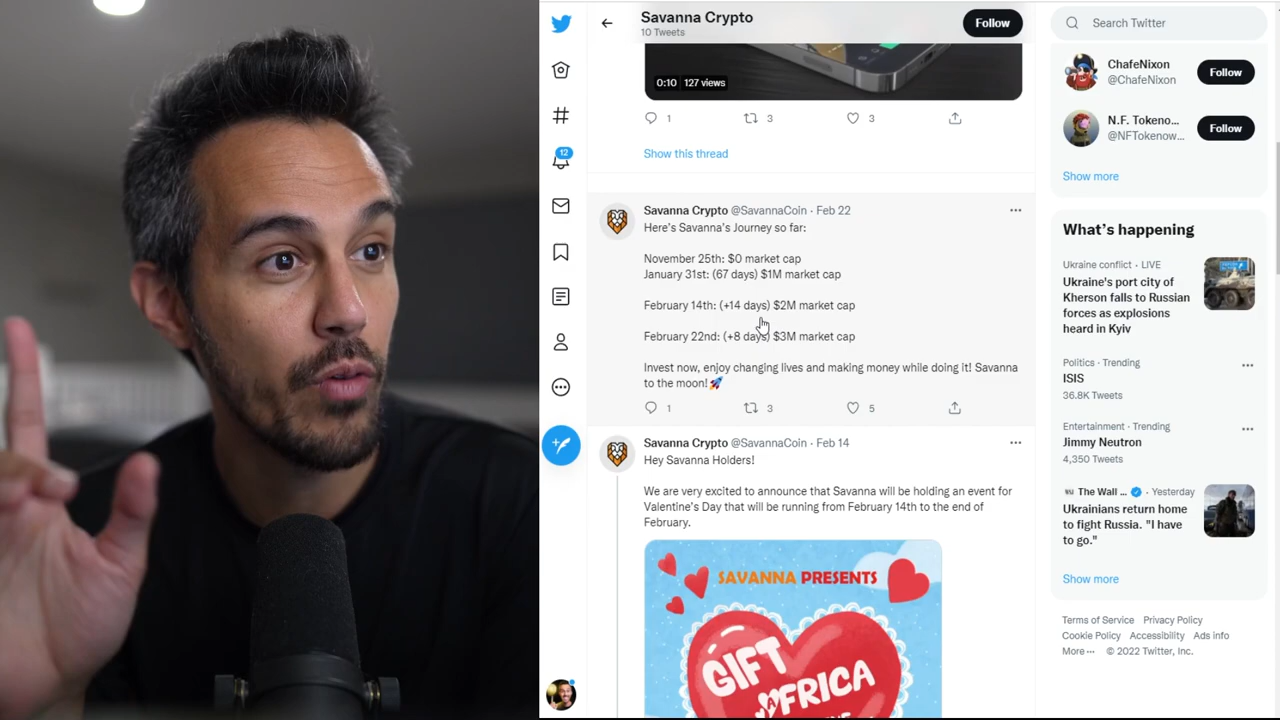 Savanna Crypto
10 Tweets
Follow
Search Twitter
0:10 127 views
1
3
3
Show this thread
Savanna Crypto @SavannaCoin · Feb 22
Here's Savanna's Journey so far:
November 25th: $0 market cap
January 31st: (67 days) $1M market cap
February 14th: (+14 days) $2M market cap
February 22nd: (+8 days) $3M market cap
Invest now, enjoy changing lives and making money while doing it! Savanna
to the moon!🚀
1
3
5
Savanna Crypto @SavannaCoin · Feb 14
Hey Savanna Holders!
We are very excited to announce that Savanna will be holding an event for
Valentine's Day that will be running from February 14th to the end of
February.
SAVANNA PRESENTS
GIFT
AFRICA
12
ChafeNixon
@ChafeNixon
Follow
N.F. Tokeno...
@NFTokenow...
Follow
Show more
What's happening
Ukraine conflict · LIVE
Ukraine's port city of
Kherson falls to Russian
forces as explosions
heard in Kyiv
Politics · Trending
ISIS
36.8K Tweets
Entertainment · Trending
Jimmy Neutron
4,350 Tweets
The Wall ... · Yesterday
Ukrainians return home
to fight Russia. "I have
to go."
Show more
Terms of Service Privacy Policy
Cookie Policy Accessibility Ads info
More ··· © 2022 Twitter, Inc.